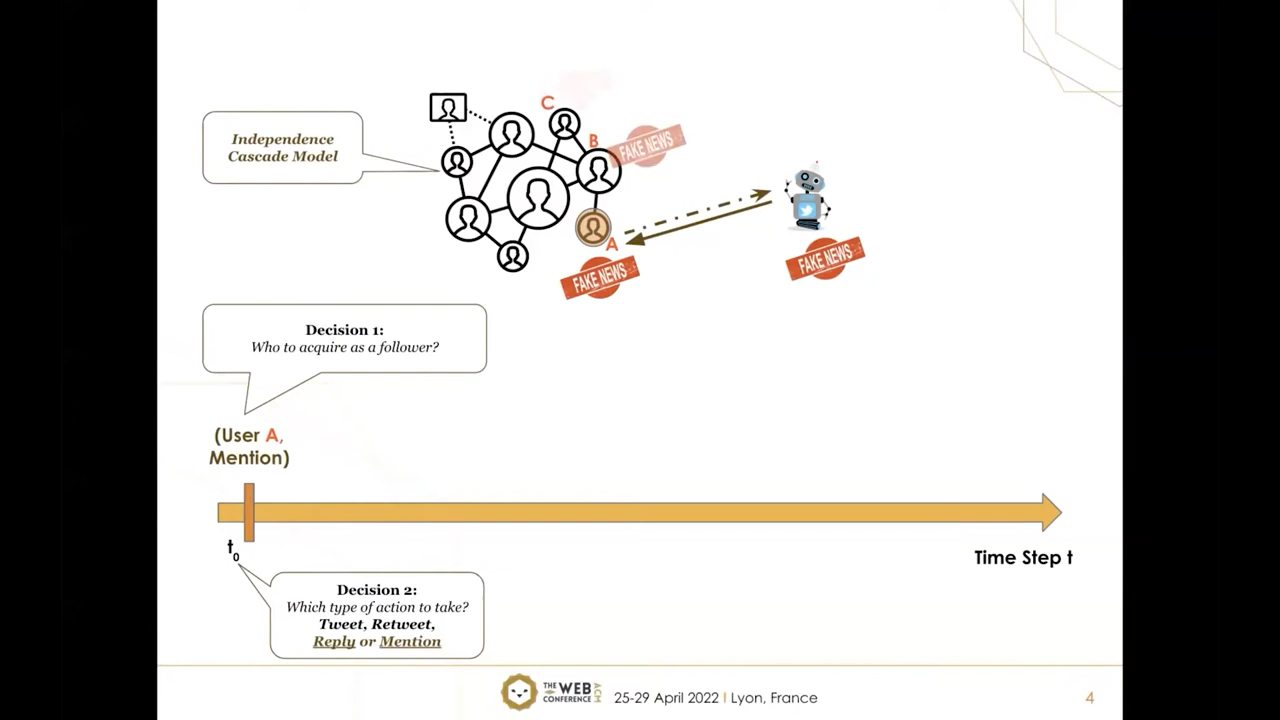 Independence
Cascade Model
C
B
FAKE NEWS
A
FAKE NEWS
FAKE NEWS
Decision 1:
Who to acquire as a follower?
(User A,
Mention)
t0
Time Step t
Decision 2:
Which type of action to take?
Tweet, Retweet,
Reply or Mention
THE WEB CONFERENCE ACM
25-29 April 2022 | Lyon, France
4